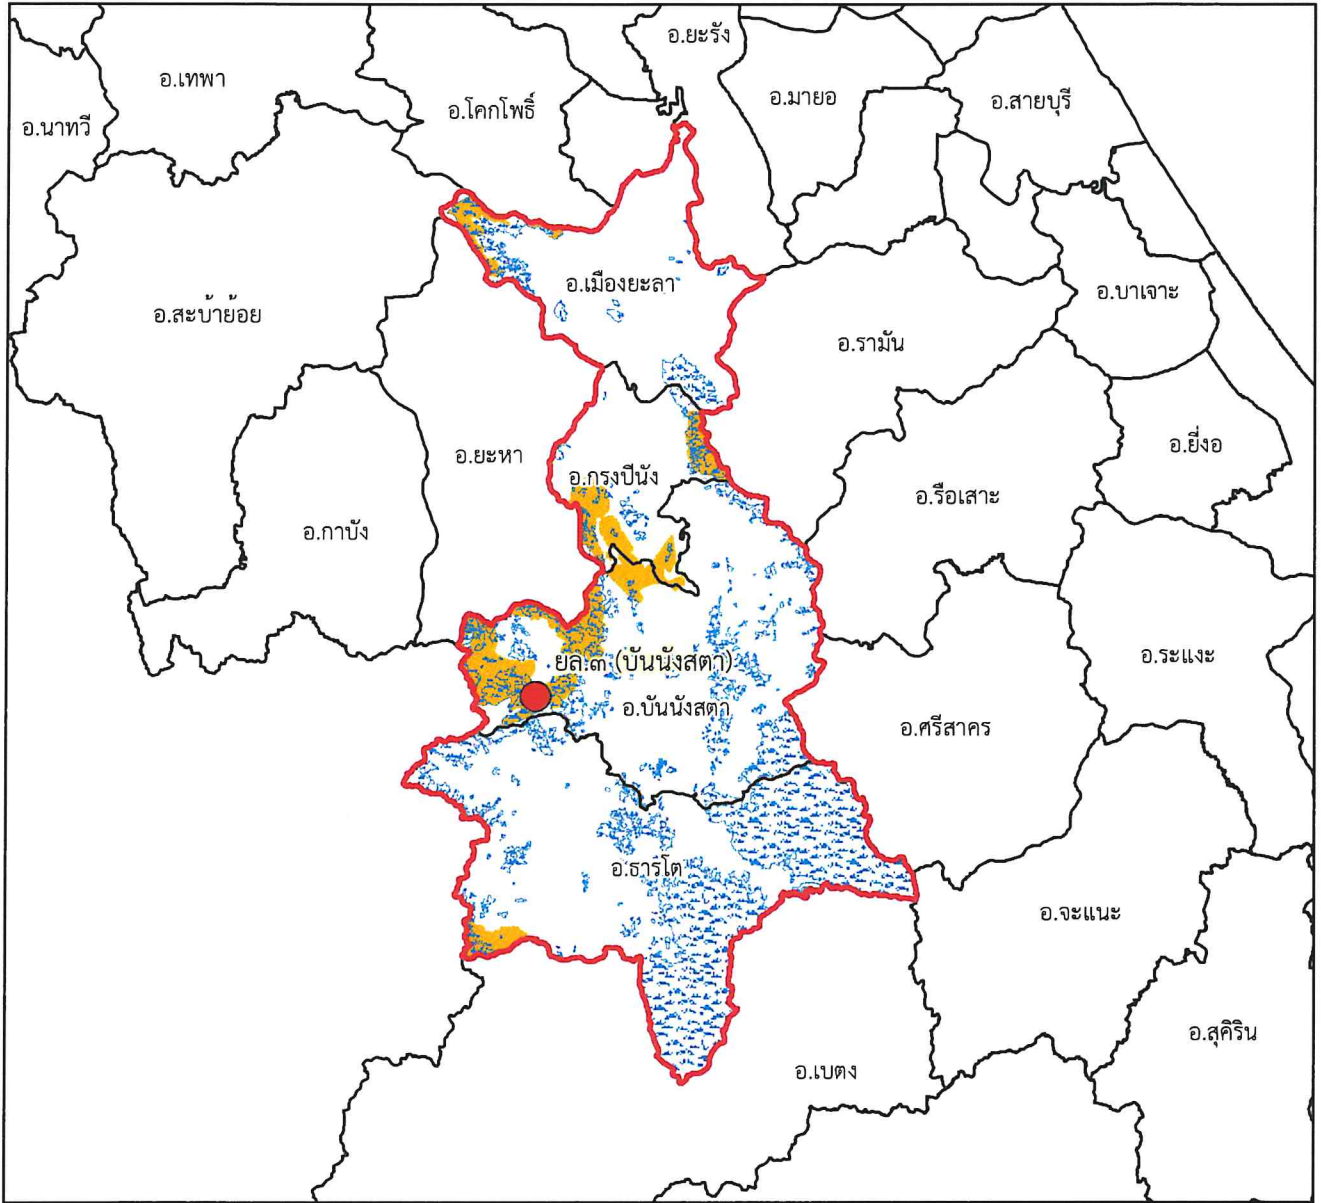 อ.ยะรัง
อ.เทพา
อ.มายอ
อ.สายบุรี
อ.โคกโพธิ์
อ.นาทวี
อ.เมืองยะลา
อ.บาเจาะ
อ.สะบ้าย้อย
อ.รามัน
อ.ยี่งอ
อ.ยะหา
อ.กรงปีนัง
อ.รือเสาะ
อ.กาบัง
อ.ระแงะ
ยล.๓ (บันนังสตา)
อ.บันนังสตา
อ.ศรีสาคร
อ.ธารโต
อ.จะแนะ
อ.สุคิริน
อ.เบตง